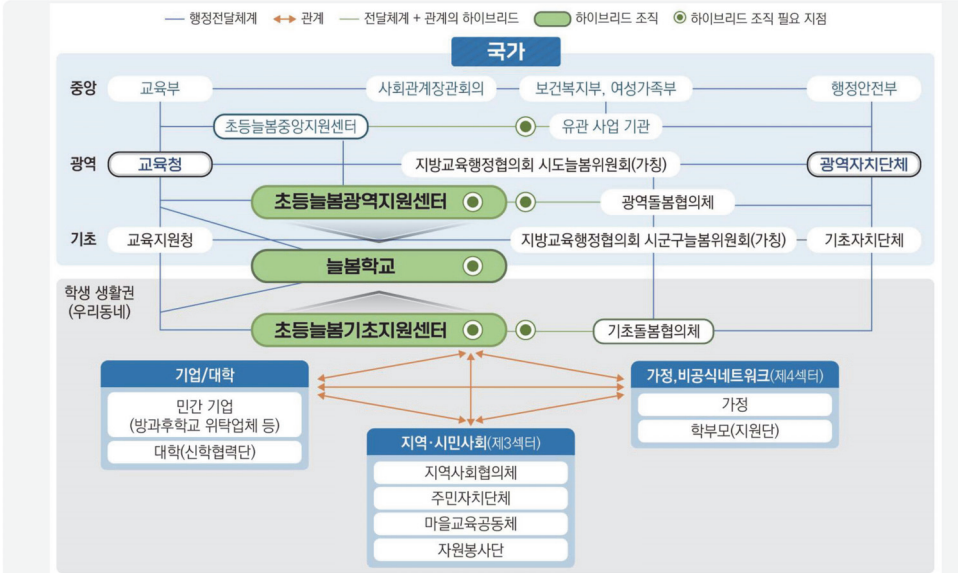 행정전달체계 관계 전달체계 + 관계의 하이브리드 하이브리드 조직 하이브리드 조직 필요 지점
국가
중앙 교육부 사회관계장관회의 보건복지부, 여성가족부 행정안전부
초등늘봄중앙지원센터 유관 사업 기관
광역 교육청 지방교육행정협의회 시도늘봄위원회(가칭) 광역자치단체
초등늘봄광역지원센터 광역돌봄협의체
기초 교육지원청 지방교육행정협의회 시군구늘봄위원회(가칭) 기초자치단체
늘봄학교
학생 생활권
(우리동네)
초등늘봄기초지원센터 기초돌봄협의체
기업/대학
민간 기업
(방과후학교 위탁업체 등)
대학(신학협력단)
가정,비공식네트워크(제4섹터)
가정
학부모(지원단)
지역·시민사회(제3섹터)
지역사회협의체
주민자치단체
마을교육공동체
자원봉사단